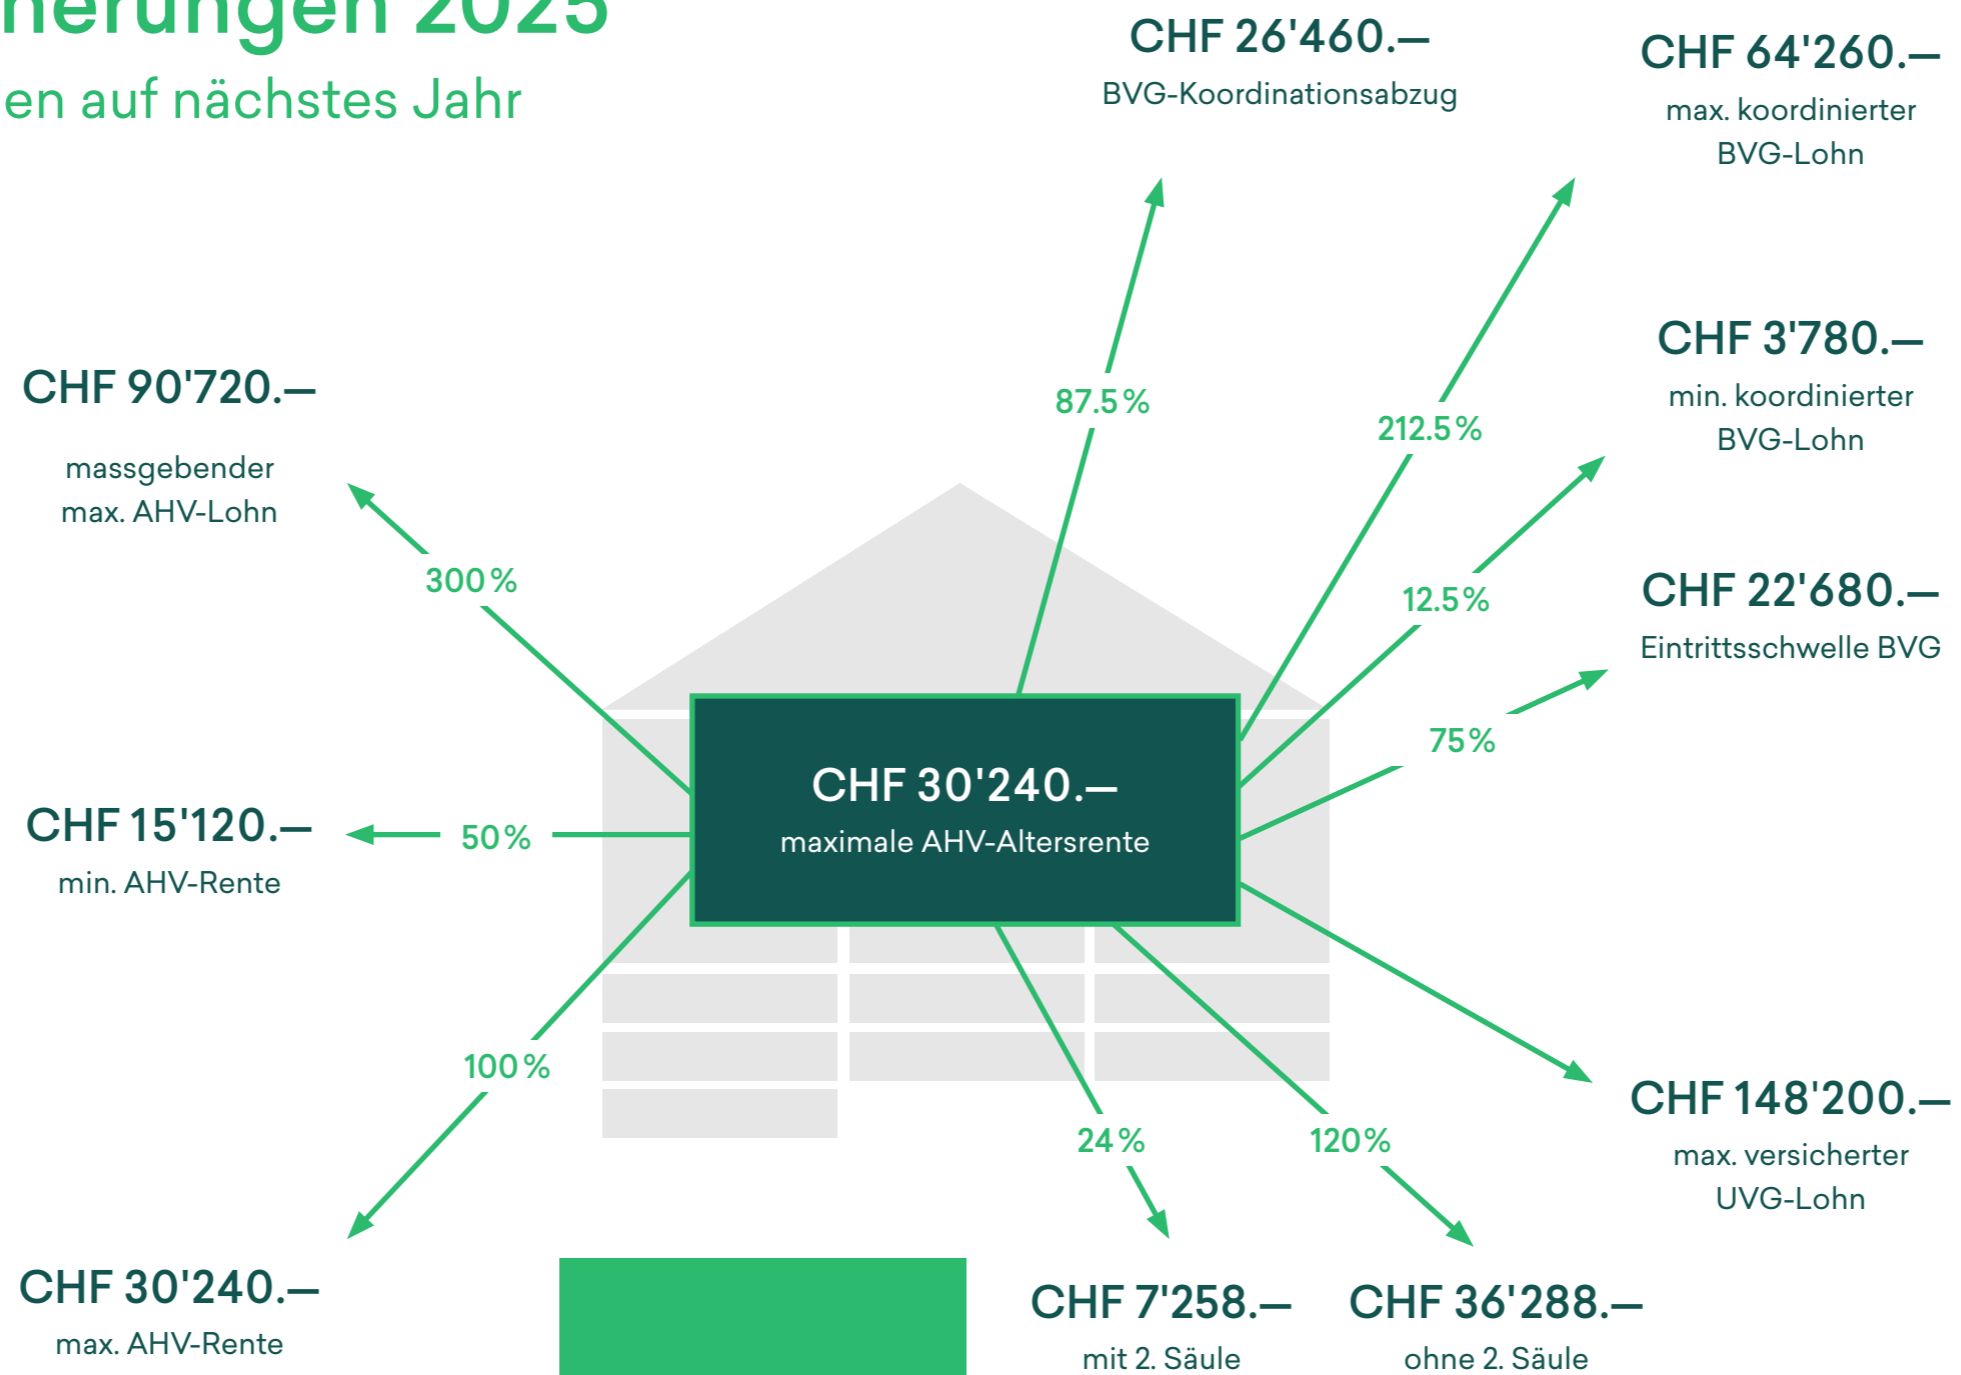 nerungen 2025
en auf nächstes Jahr
CHF 26'460.—
BVG-Koordinationsabzug
CHF 64'260.—
max. koordinierter
BVG-Lohn
87.5%
212.5%
CHF 3'780.—
min. koordinierter
BVG-Lohn
12.5%
CHF 22'680.—
Eintrittsschwelle BVG
75%
CHF 90'720.—
massgebender
max. AHV-Lohn
300%
CHF 30'240.—
maximale AHV-Altersrente
CHF 15'120.—
min. AHV-Rente
50%
100%
CHF 30'240.—
max. AHV-Rente
24%
120%
CHF 7'258.—
mit 2. Säule
CHF 36'288.—
ohne 2. Säule
CHF 148'200.—
max. versicherter
UVG-Lohn